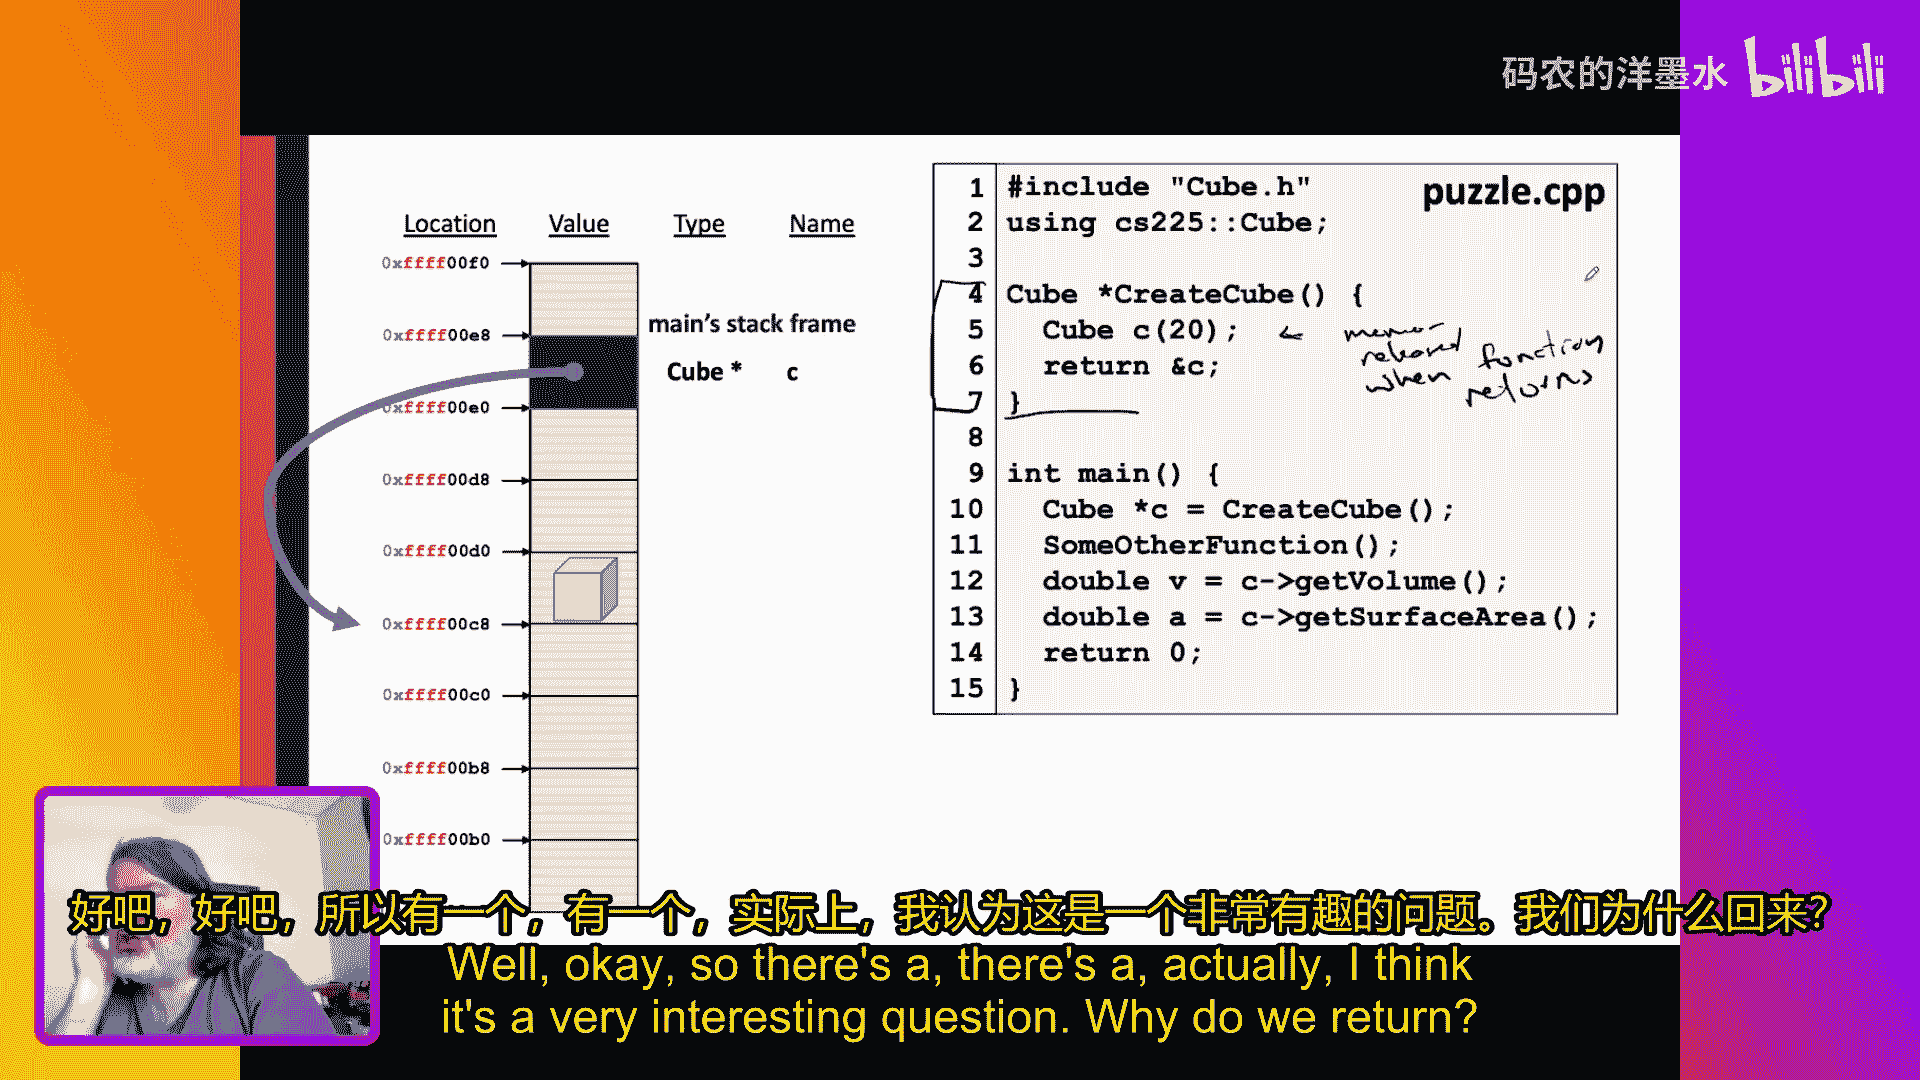 码农的洋墨水 bilibili
Location Value Type Name
0xffff00f0
main's stack frame
0xffff00e8
Cube * c
0xffff00e0
0xffff00d8
0xffff00d0
0xffff00c8
0xffff00c0
0xffff00b8
0xffff00b0
puzzle.cpp
1 #include "Cube.h"
2 using cs225::Cube;
3
4 Cube *CreateCube() {
5 Cube c(20); ←
6 return &c;
7 }
8
9 int main() {
10 Cube *c = CreateCube();
11 SomeOtherFunction();
12 double v = c->getVolume();
13 double a = c->getSurfaceArea();
14 return 0;
15 }
when function
returns
好吧，好吧，所以有一个，有一个，实际上，我认为这是一个非常有趣的问题。我们为什么回来？
Well, okay, so there's a, there's a, actually, I think
it's a very interesting question. Why do we return?